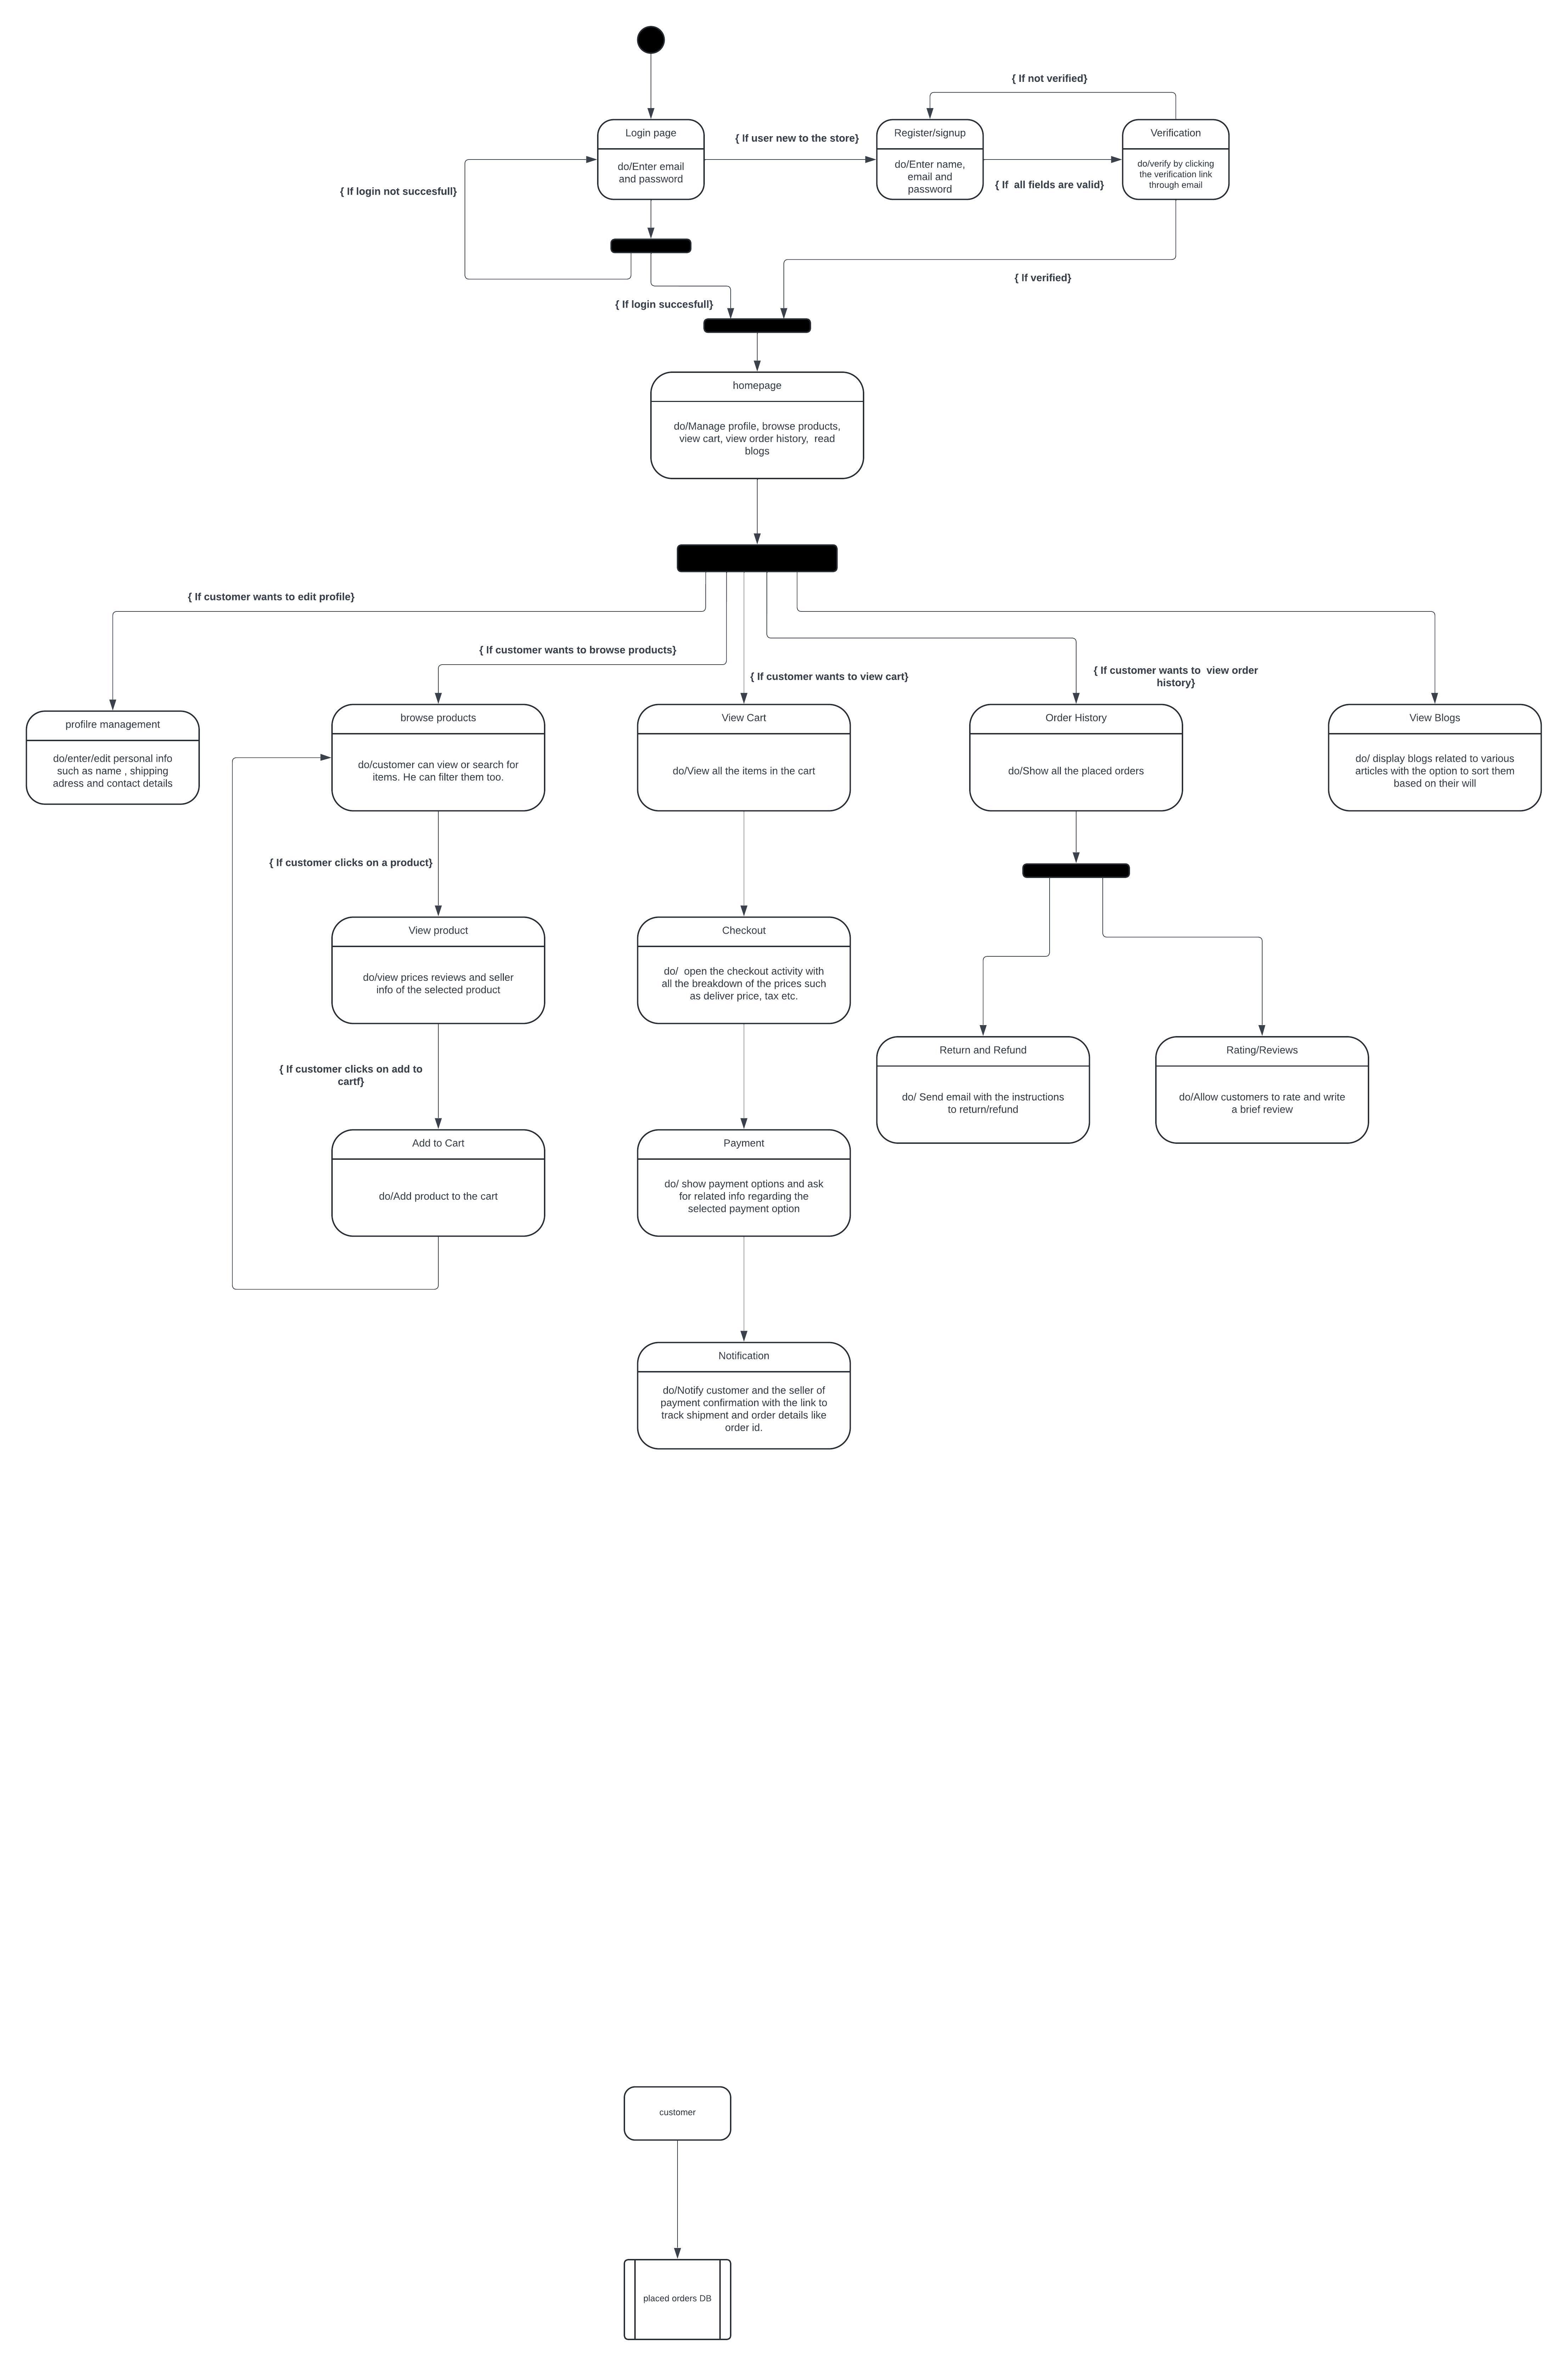 { If not verified}
Login page
do/Enter email
and password
{ If user new to the store}
Register/signup
do/Enter name,
email and
password
{ If  all fields are valid}
Verification
do/verify by clicking
the verification link
through email
{ If login not succesfull}
{ If login succesfull}
{ If verified}
homepage
do/Manage profile, browse products,
view cart, view order history,  read
blogs
{ If customer wants to edit profile}
{ If customer wants to browse products}
{ If customer wants to view cart}
{ If customer wants to  view order
history}
profilre management
do/enter/edit personal info
such as name , shipping
adress and contact details
browse products
do/customer can view or search for
items. He can filter them too.
View Cart
do/View all the items in the cart
Order History
do/Show all the placed orders
View Blogs
do/ display blogs related to various
articles with the option to sort them
based on their will
{ If customer clicks on a product}
View product
do/view prices reviews and seller
info of the selected product
Checkout
do/  open the checkout activity with
all the breakdown of the prices such
as deliver price, tax etc.
Return and Refund
do/ Send email with the instructions
to return/refund
Rating/Reviews
do/Allow customers to rate and write
a brief review
{ If customer clicks on add to
cartf}
Add to Cart
do/Add product to the cart
Payment
do/ show payment options and ask
for related info regarding the
selected payment option
Notification
do/Notify customer and the seller of
payment confirmation with the link to
track shipment and order details like
order id.
customer
placed orders DB